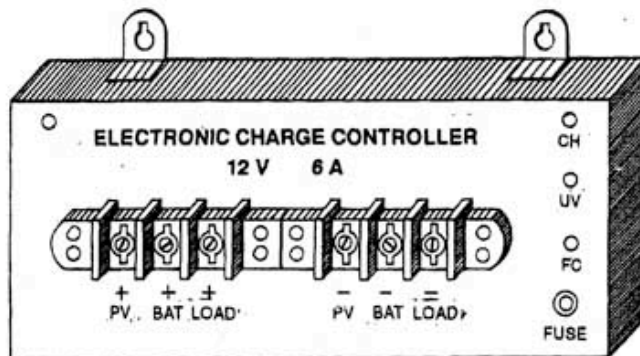 ELECTRONIC CHARGE CONTROLLER
12 V 6 A
CH
UV
FC
FUSE
+ + + − − =
PV BAT LOAD PV BAT LOAD